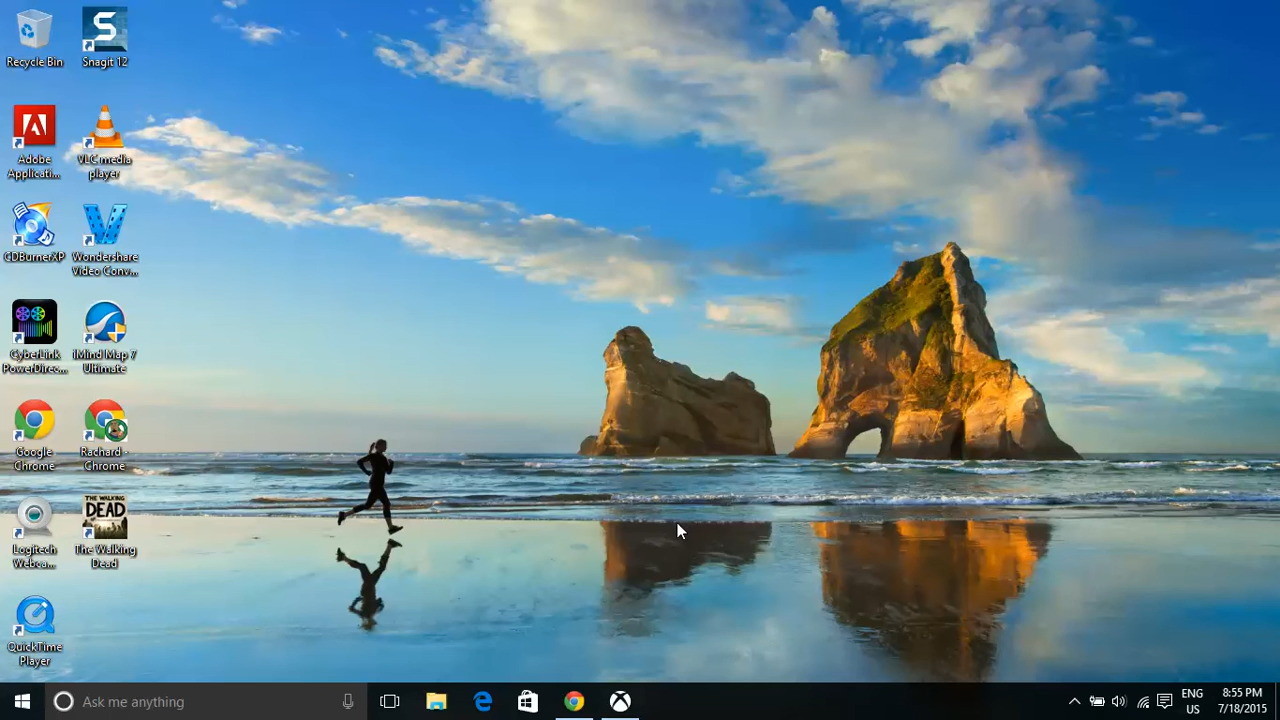 Recycle Bin
Snagit 12
Adobe
Applicati...
VLC media
player
CDBurnerXP
Wondershare
Video Conv...
CyberLink
PowerDirec...
iMind Map 7
Ultimate
Google
Chrome
Rachard -
Chrome
Logitech
Webca...
THE WALKING
DEAD
The Walking
Dead
QuickTime
Player
Ask me anything
ENG
US
8:55 PM
7/18/2015